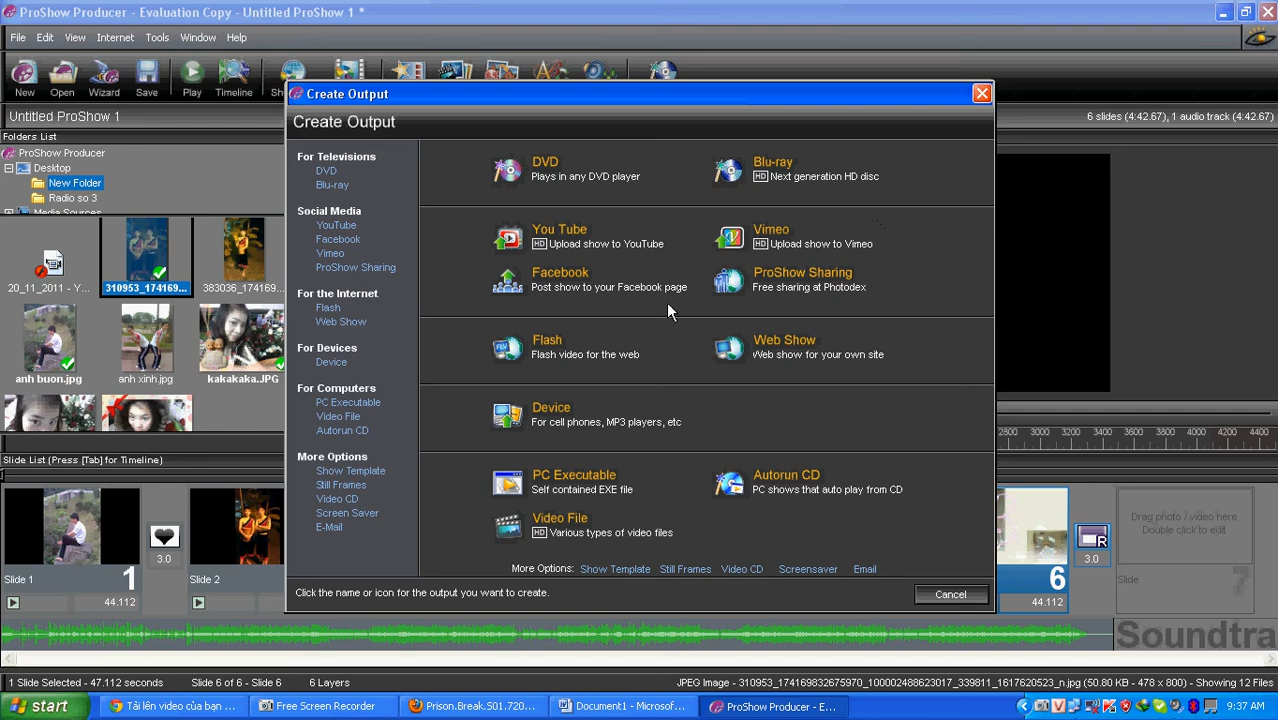 ProShow Producer - Evaluation Copy - Untitled ProShow 1 *
File Edit View Internet Tools Window Help
New Open Wizard Save Play Timeline
Untitled ProShow 1
6 slides (4:42.67), 1 audio track (4:42.67)
Folders List
ProShow Producer
Desktop
New Folder
Radio so 3
Media Sources
20_11_2011 - Y...
310953_174169...
383036_174169...
anh buon.jpg
anh xinh.jpg
kakakaka.JPG
Create Output
Create Output
For Televisions
DVD
Blu-ray
Social Media
YouTube
Facebook
Vimeo
ProShow Sharing
For the Internet
Flash
Web Show
For Devices
Device
For Computers
PC Executable
Video File
Autorun CD
More Options
Show Template
Still Frames
Video CD
Screen Saver
E-Mail
DVD
Plays in any DVD player
Blu-ray
HD Next generation HD disc
You Tube
HD Upload show to YouTube
Vimeo
HD Upload show to Vimeo
Facebook
Post show to your Facebook page
ProShow Sharing
Free sharing at Photodex
Flash
FLV
Flash video for the web
Web Show
Web show for your own site
Device
For cell phones, MP3 players, etc
PC Executable
Self contained EXE file
Autorun CD
PC shows that auto play from CD
Video File
HD Various types of video files
More Options: Show Template Still Frames Video CD Screensaver Email
Click the name or icon for the output you want to create.
Cancel
2800 3000 3200 3400 3600 3800 4000 4200 4400
Slide List (Press [Tab] for Timeline)
3.0
Slide 1
1
44.112
Slide 2
6
44.112
R
3.0
Drag photo / video here
Double click to edit
Slide
7
Soundtra
1 Slide Selected - 47.112 seconds
Slide 6 of 6 - Slide 6
6 Layers
JPEG Image - 310953_174169832675970_100002488623017_339811_1617620523_n.jpg (50.80K B) - 478 x 800) - Showing 12 Files
start
Tải lên video của bạn ...
Free Screen Recorder
Prison.Break.S01.720...
Document1 - Microsof...
ProShow Producer - E...
9:37 AM